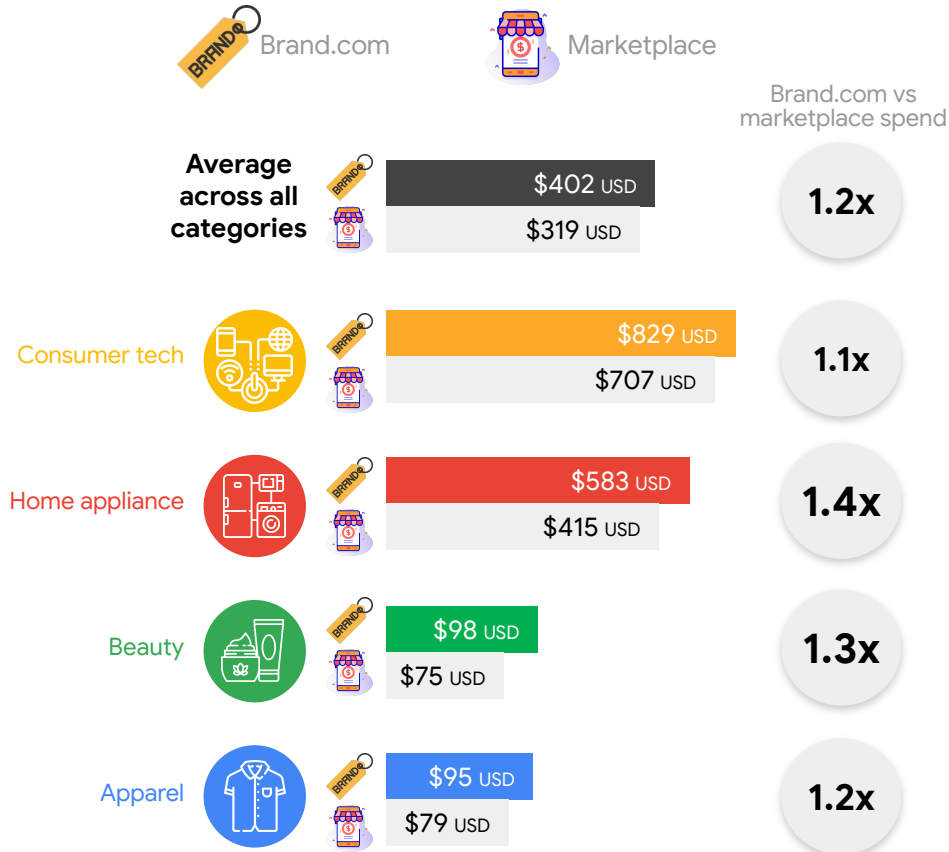 BRAND
Brand.com
Marketplace
Brand.com vs
marketplace spend
Average
across all
categories
BRAND
$402 USD
$319 USD
1.2x
Consumer tech
BRAND
$829 USD
$707 USD
1.1x
Home appliance
BRAND
$583 USD
$415 USD
1.4x
Beauty
BRAND
$98 USD
$75 USD
1.3x
Apparel
BRAND
$95 USD
$79 USD
1.2x